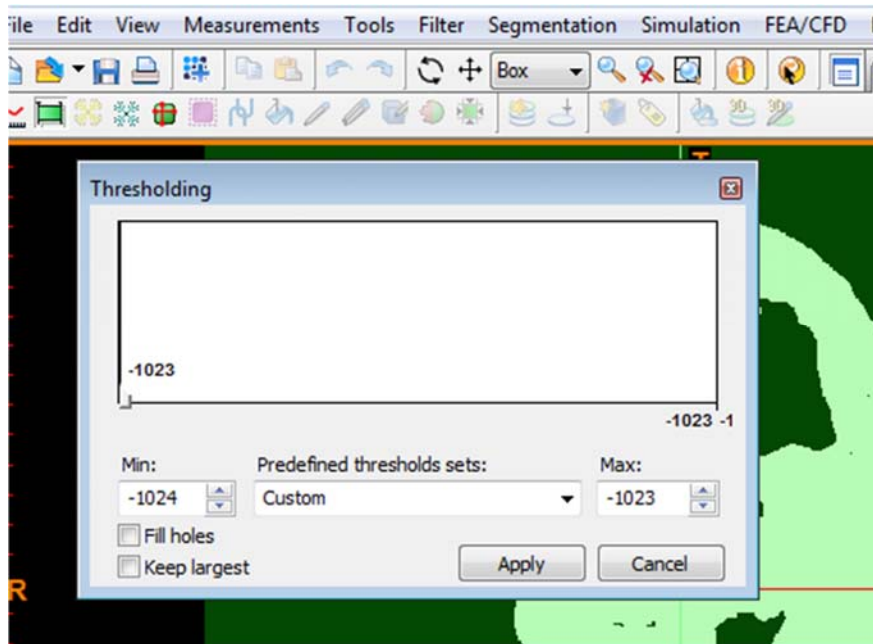 File Edit View Measurements Tools Filter Segmentation Simulation FEA/CFD
Box
Thresholding
-1023
-1023 -1
Min: Predefined thresholds sets: Max:
-1024 Custom -1023
Fill holes
Keep largest
Apply Cancel
R